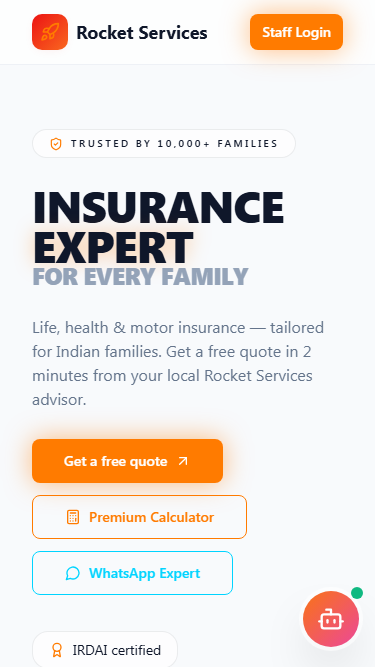 Rocket Services
Staff Login
TRUSTED BY 10,000+ FAMILIES
INSURANCE
EXPERT
FOR EVERY FAMILY
Life, health & motor insurance — tailored
for Indian families. Get a free quote in 2
minutes from your local Rocket Services
advisor.
Get a free quote
Premium Calculator
WhatsApp Expert
IRDAI certified